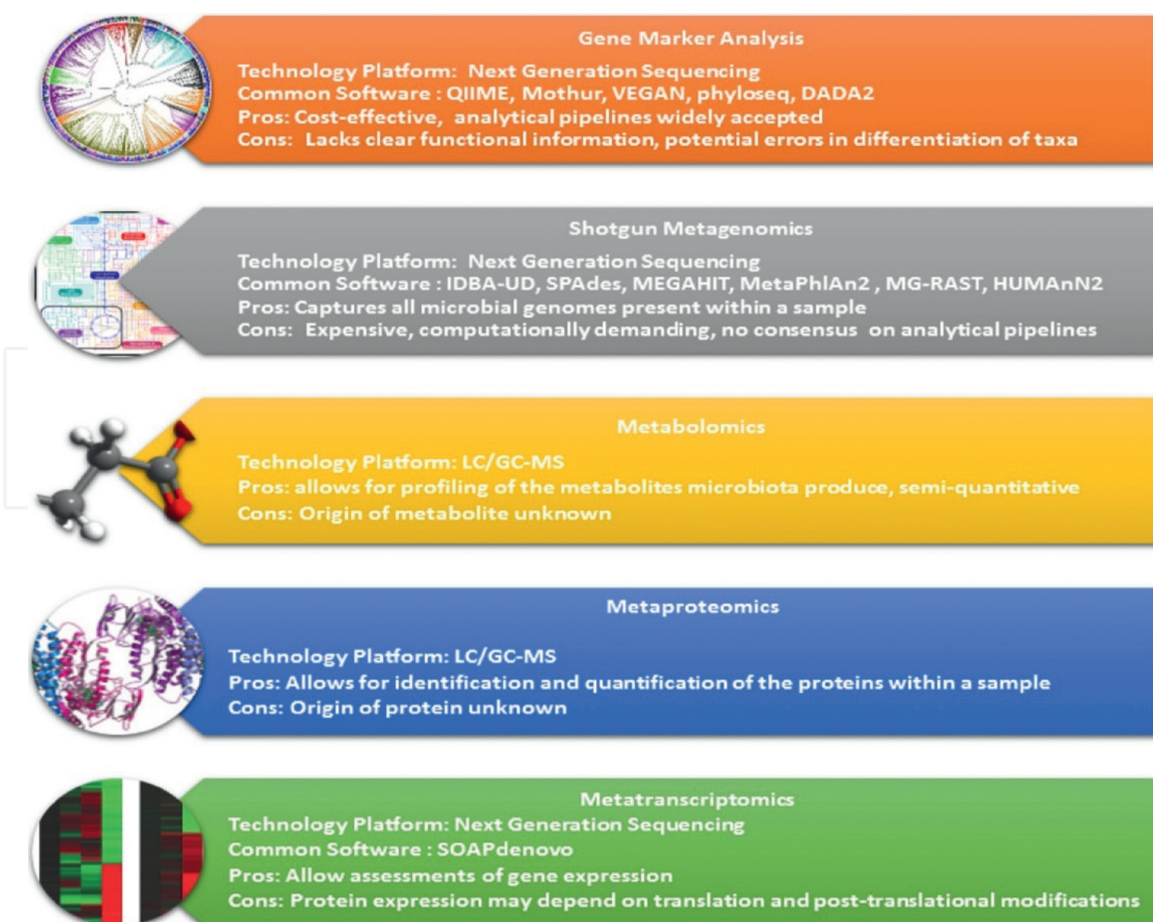 Gene Marker Analysis
Technology Platform: Next Generation Sequencing
Common Software : QIIME, Mothur, VEGAN, phyloseq, DADA2
Pros: Cost-effective, analytical pipelines widely accepted
Cons: Lacks clear functional information, potential errors in differentiation of taxa
Shotgun Metagenomics
Technology Platform: Next Generation Sequencing
Common Software : IDBA-UD, SPAdes, MEGAHIT, MetaPhlAn2 , MG-RAST, HUMAnN2
Pros: Captures all microbial genomes present within a sample
Cons: Expensive, computationally demanding, no consensus on analytical pipelines
Metabolomics
Technology Platform: LC/GC-MS
Pros: allows for profiling of the metabolites microbiota produce, semi-quantitative
Cons: Origin of metabolite unknown
Metaproteomics
Technology Platform: LC/GC-MS
Pros: Allows for identification and quantification of the proteins within a sample
Cons: Origin of protein unknown
Metatranscriptomics
Technology Platform: Next Generation Sequencing
Common Software : SOAPdenovo
Pros: Allow assessments of gene expression
Cons: Protein expression may depend on translation and post-translational modifications